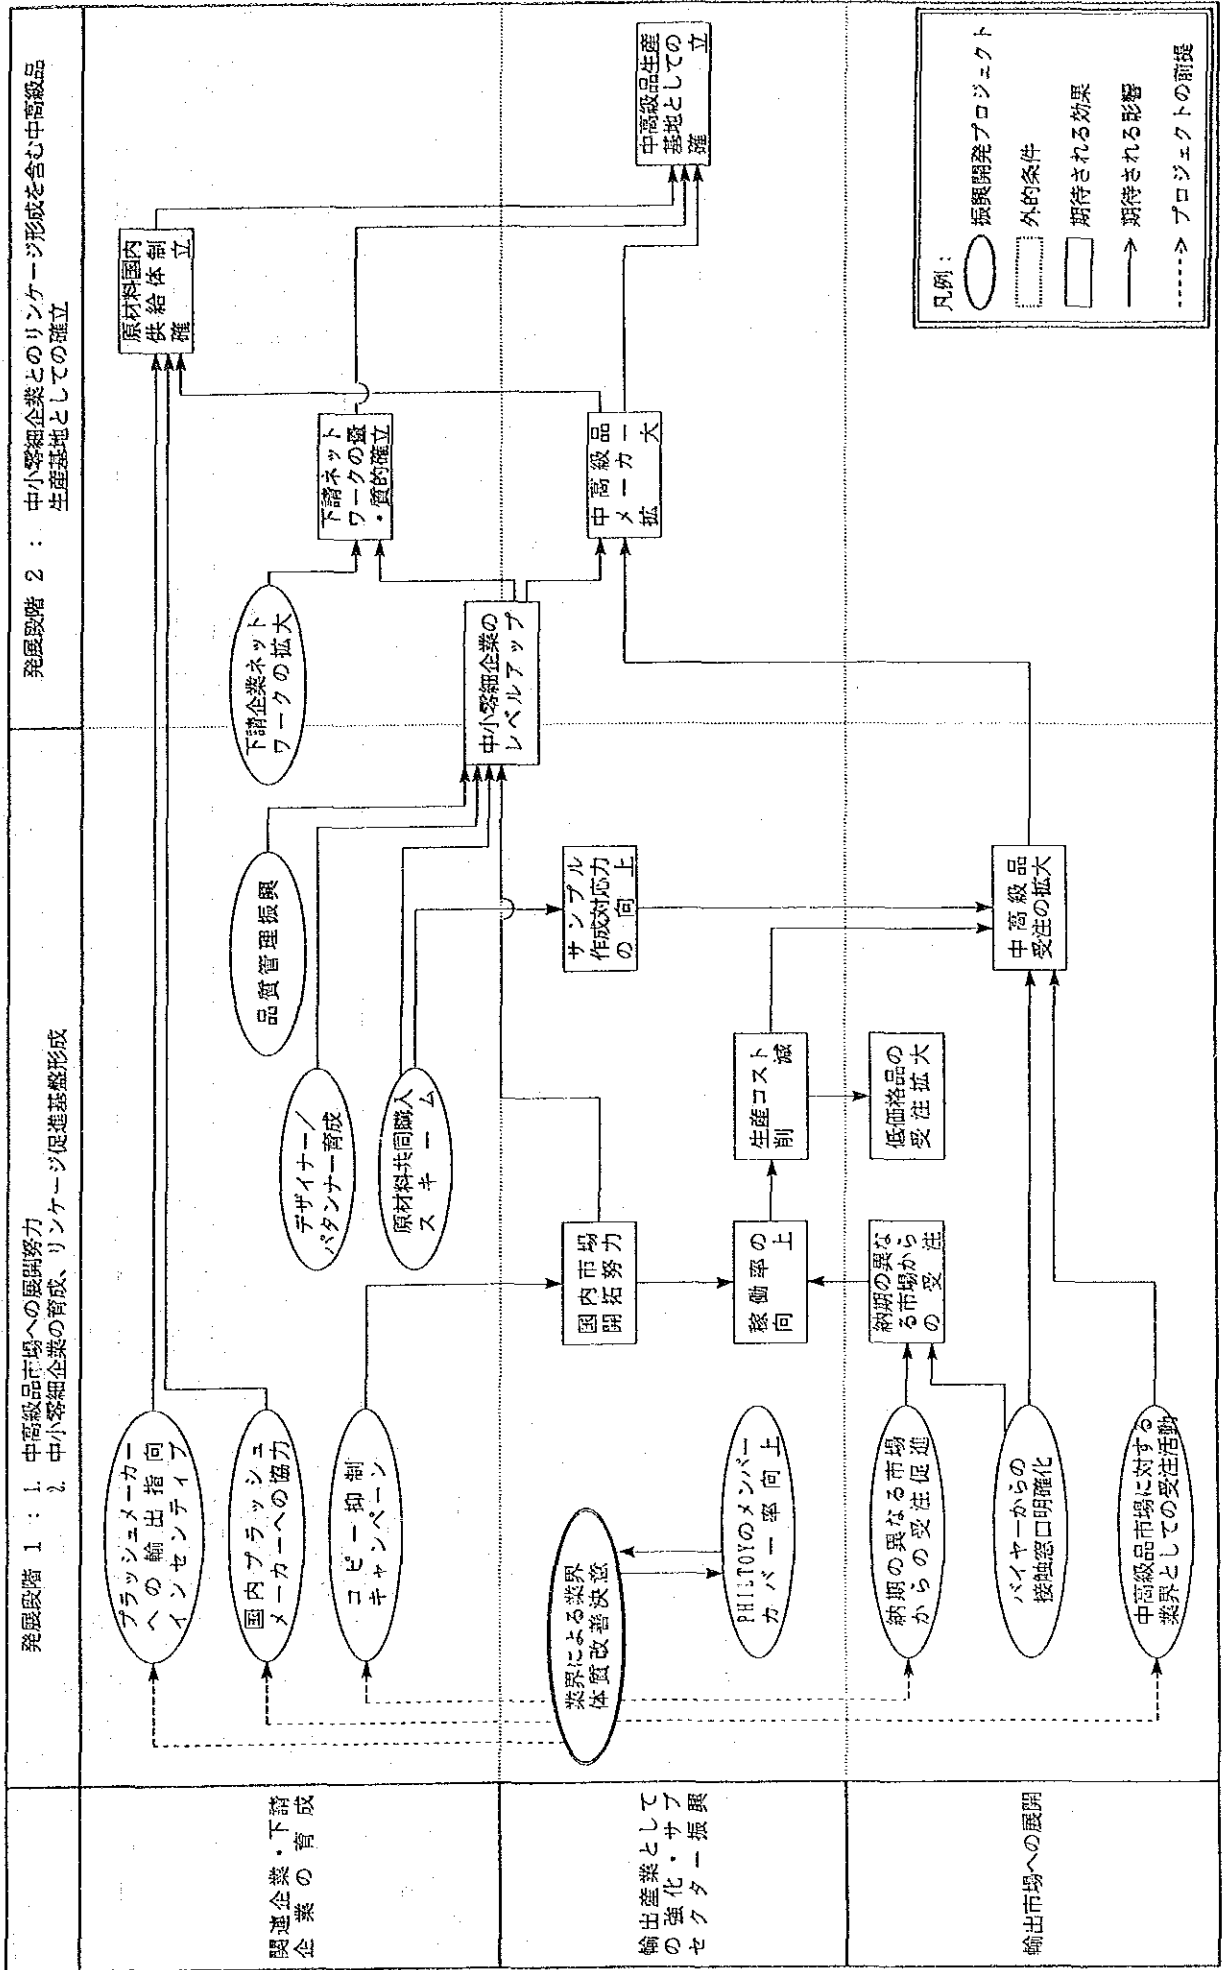 発展段階 1 : 1. 中高級品市場への展開努力
2. 中小零細企業の育成、リンケージ促進基盤形成
発展段階 2 : 中小零細企業とのリンケージ形成を含む中高級品
生産基地としての確立
関連企業・下請
企業の育成
プラッシュメーカー
への輸出指向
インセンティブ
国内プラッシュ
メーカーへの協力
コピー抑制
キャンペーン
デザイナー/
パタンナー育成
原材料共同購入
スキーム
品質管理振興
下請企業ネット
ワークの拡大
下請ネット
ワークの量
・質的確立
原材料国内
供給体制
確立
中小零細企業の
レベルアップ
輸出産業として
の強化・サブ
セクター振興
業界による業界
体質改善決意
PHILTOYのメンバー
カバー率向上
国内市場
開拓努力
稼働率の
向上
生産コスト
削減
サンプル
作成対応力
の向上
中高級品
メーカー
拡大
中高級品生産
基地としての
確立
輸出市場への展開
納期の異なる市場
からの受注促進
バイヤーからの
接触窓口明確化
中高級品市場に対する
業界としての受注活動
納期の異な
る市場から
の受注
低価格品の
受注拡大
中高級品
受注の拡大
凡例：
振興開発プロジェクト
外的条件
期待される効果
期待される影響
プロジェクトの前提